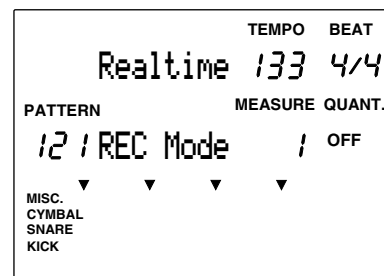 TEMPO BEAT
Realtime 133 4/4
PATTERN MEASURE QUANT.
121 REC Mode 1 OFF
MISC.
CYMBAL
SNARE
KICK